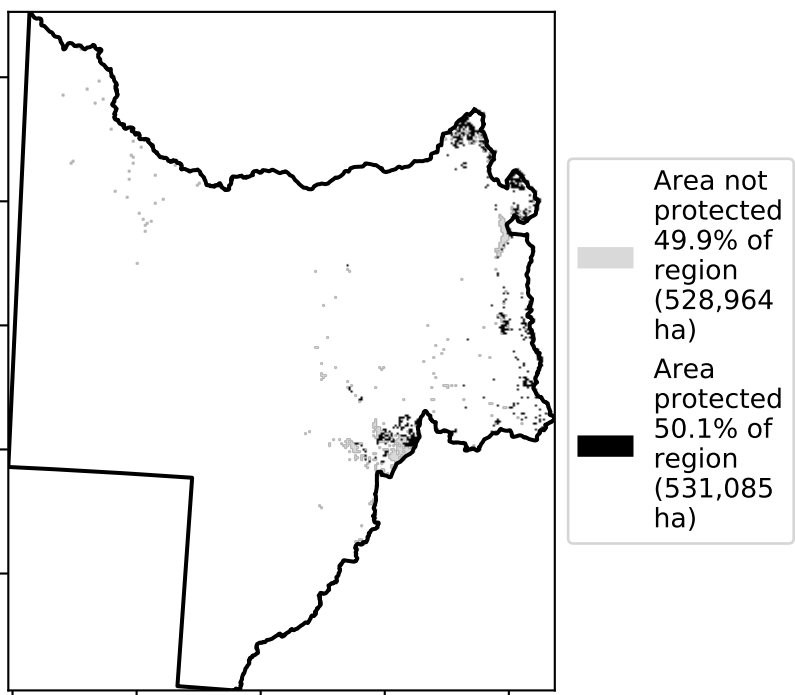 Area not
protected
49.9% of
region
(528,964
ha)
Area
protected
50.1% of
region
(531,085
ha)